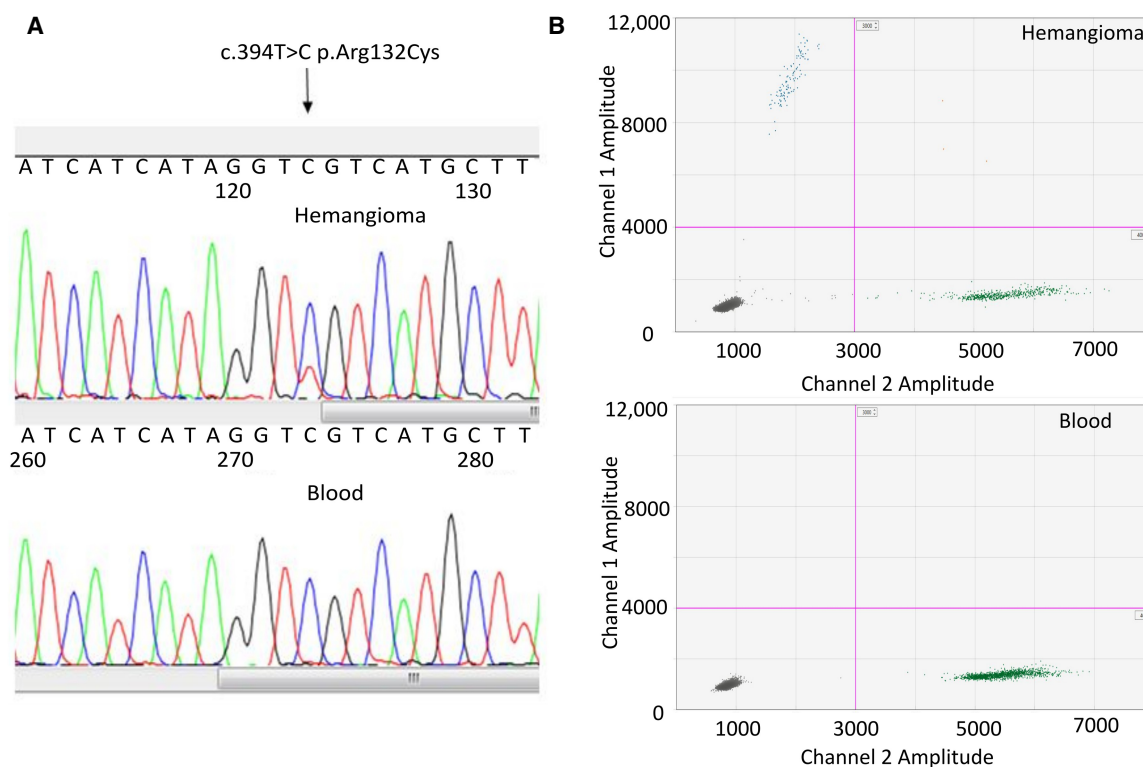 A
c.394T>C p.Arg132Cys
A T C A T C A T A G G T C G T C A T G C T T
120 130
Hemangioma
A T C A T C A T A G G T C G T C A T G C T T
260 270 280
Blood
B
12,000
8000
4000
0
Channel 1 Amplitude
3000
Hemangioma
1000 3000 5000 7000
Channel 2 Amplitude
12,000
8000
4000
0
Channel 1 Amplitude
3000
Blood
1000 3000 5000 7000
Channel 2 Amplitude